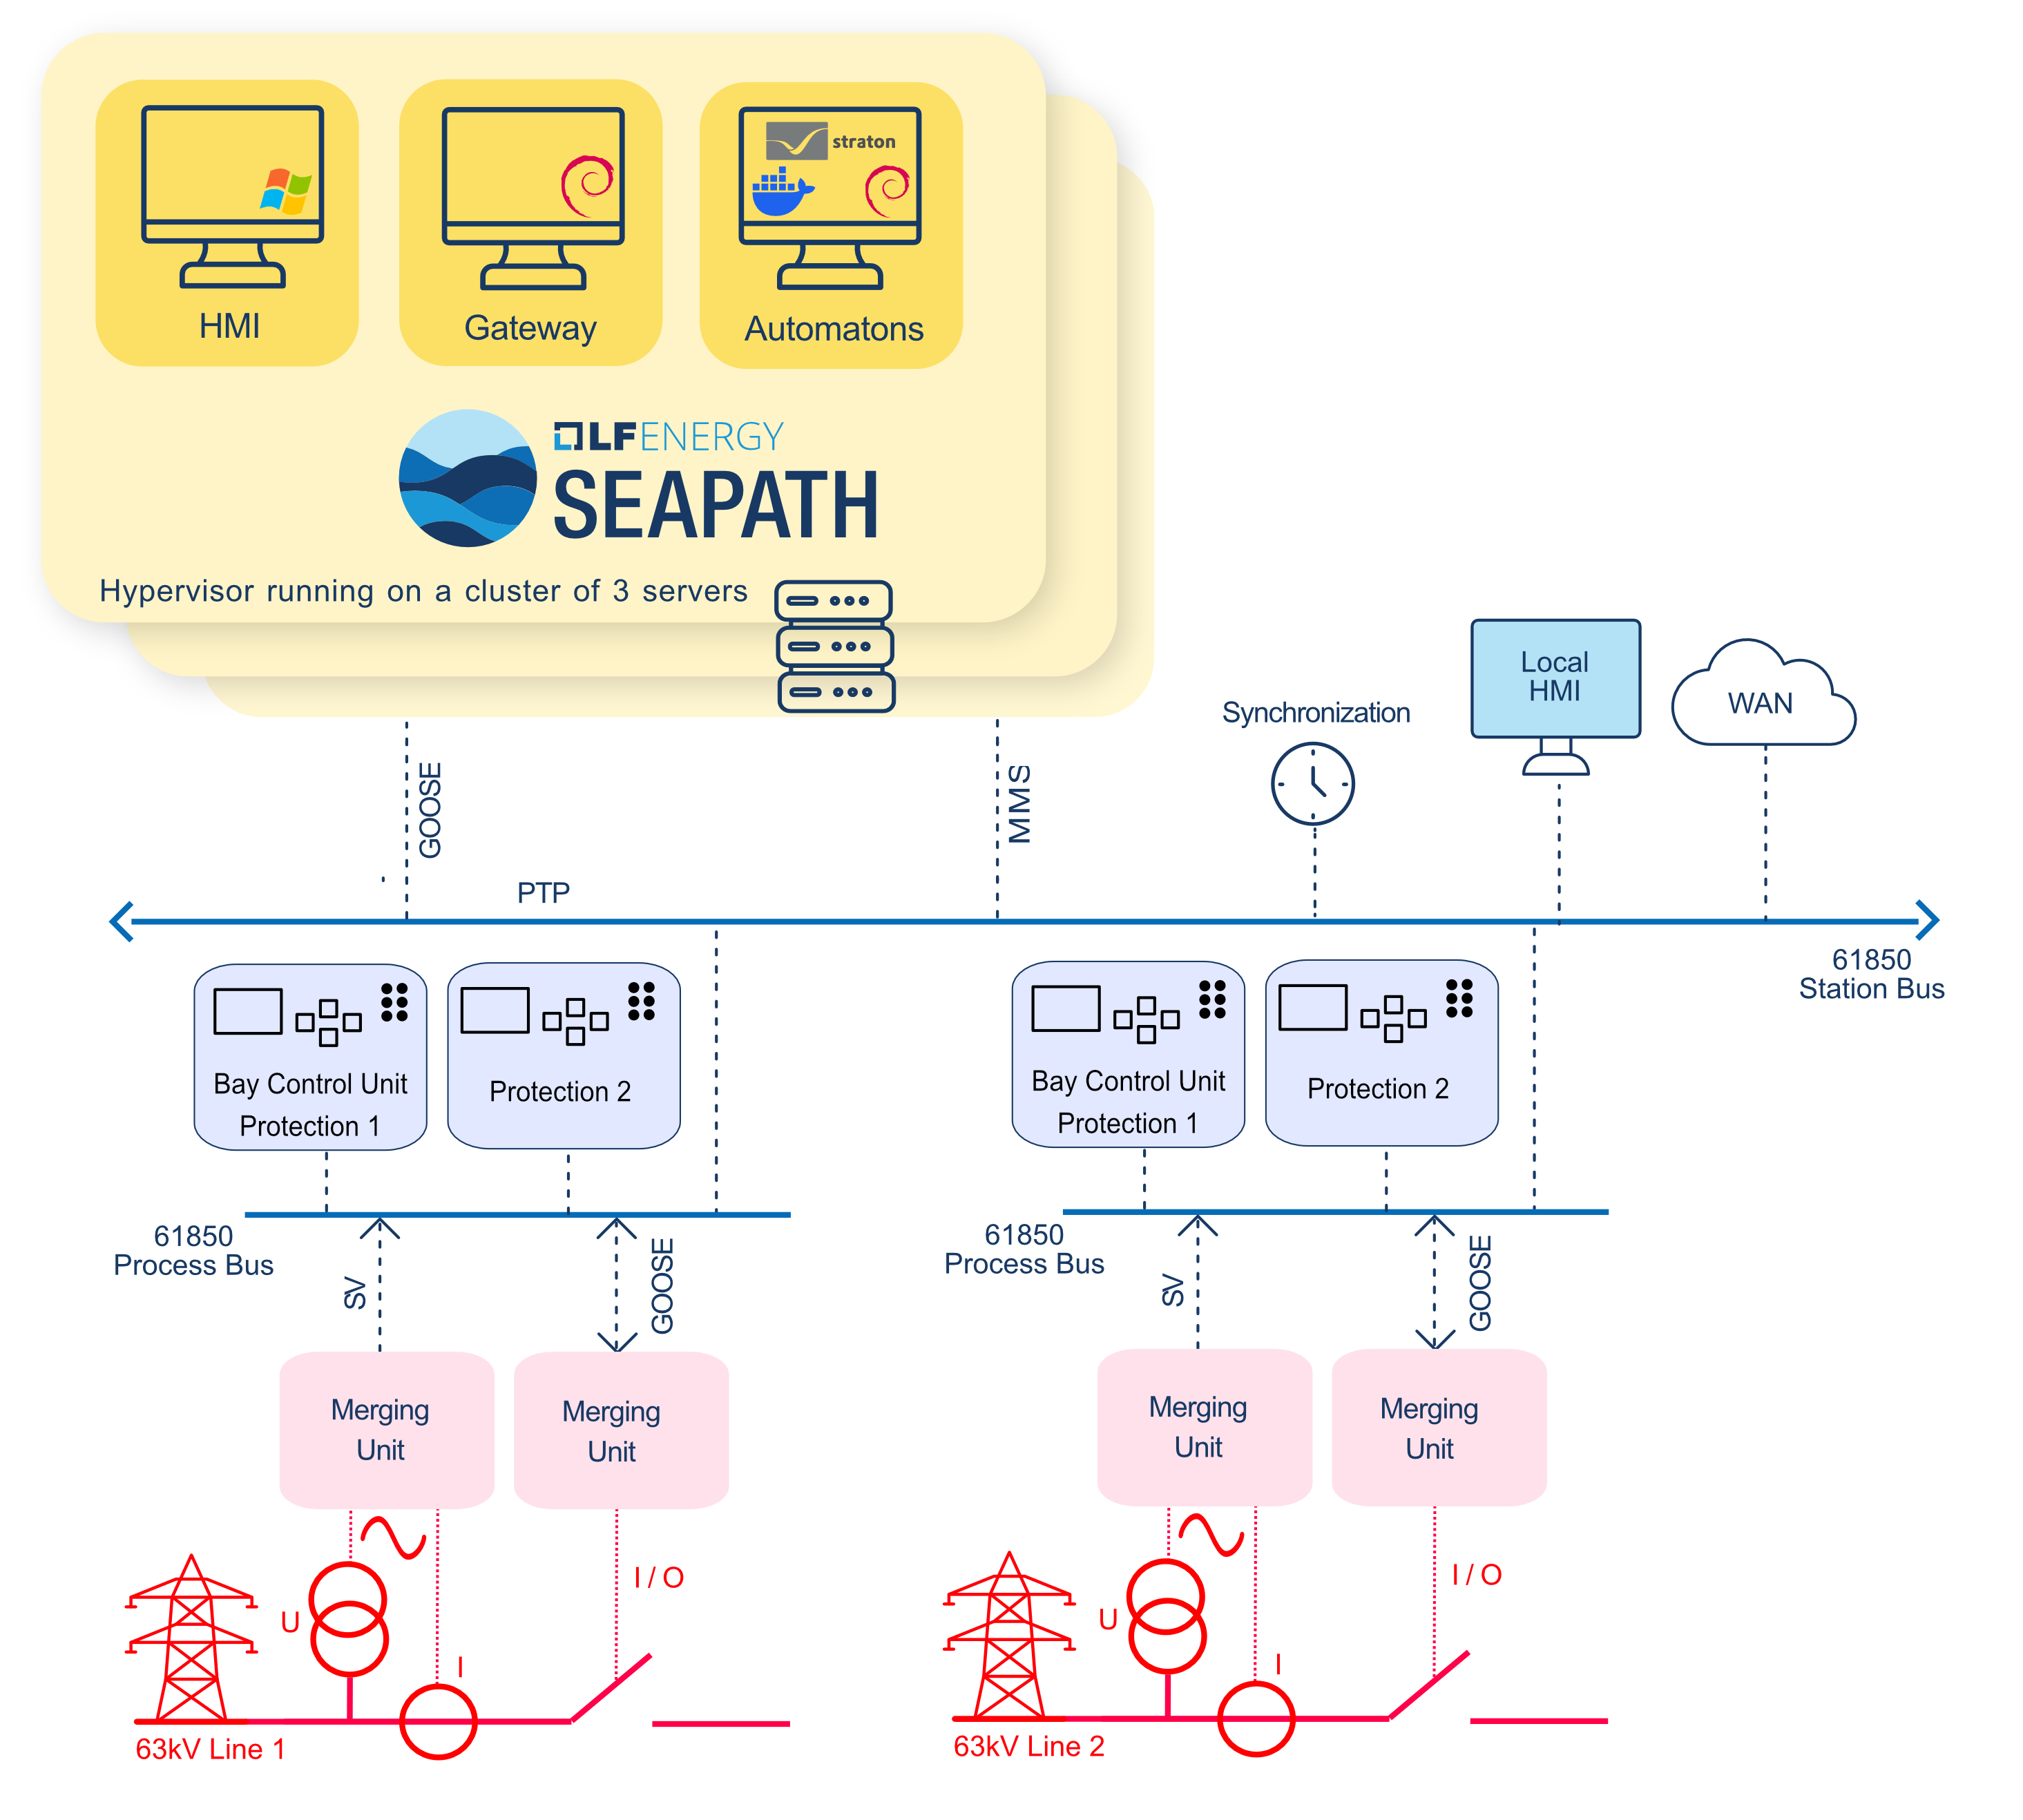 straton
HMI
Gateway
Automatons
LFENERGY
SEAPATH
Hypervisor running on a cluster of 3 servers
Local
HMI
WAN
Synchronization
GOOSE
MMS
PTP
61850
Station Bus
Bay Control Unit
Protection 1
Protection 2
Bay Control Unit
Protection 1
Protection 2
61850
Process Bus
SV
GOOSE
61850
Process Bus
SV
GOOSE
Merging
Unit
Merging
Unit
Merging
Unit
Merging
Unit
U
I
I / O
63kV Line 1
U
I
I / O
63kV Line 2